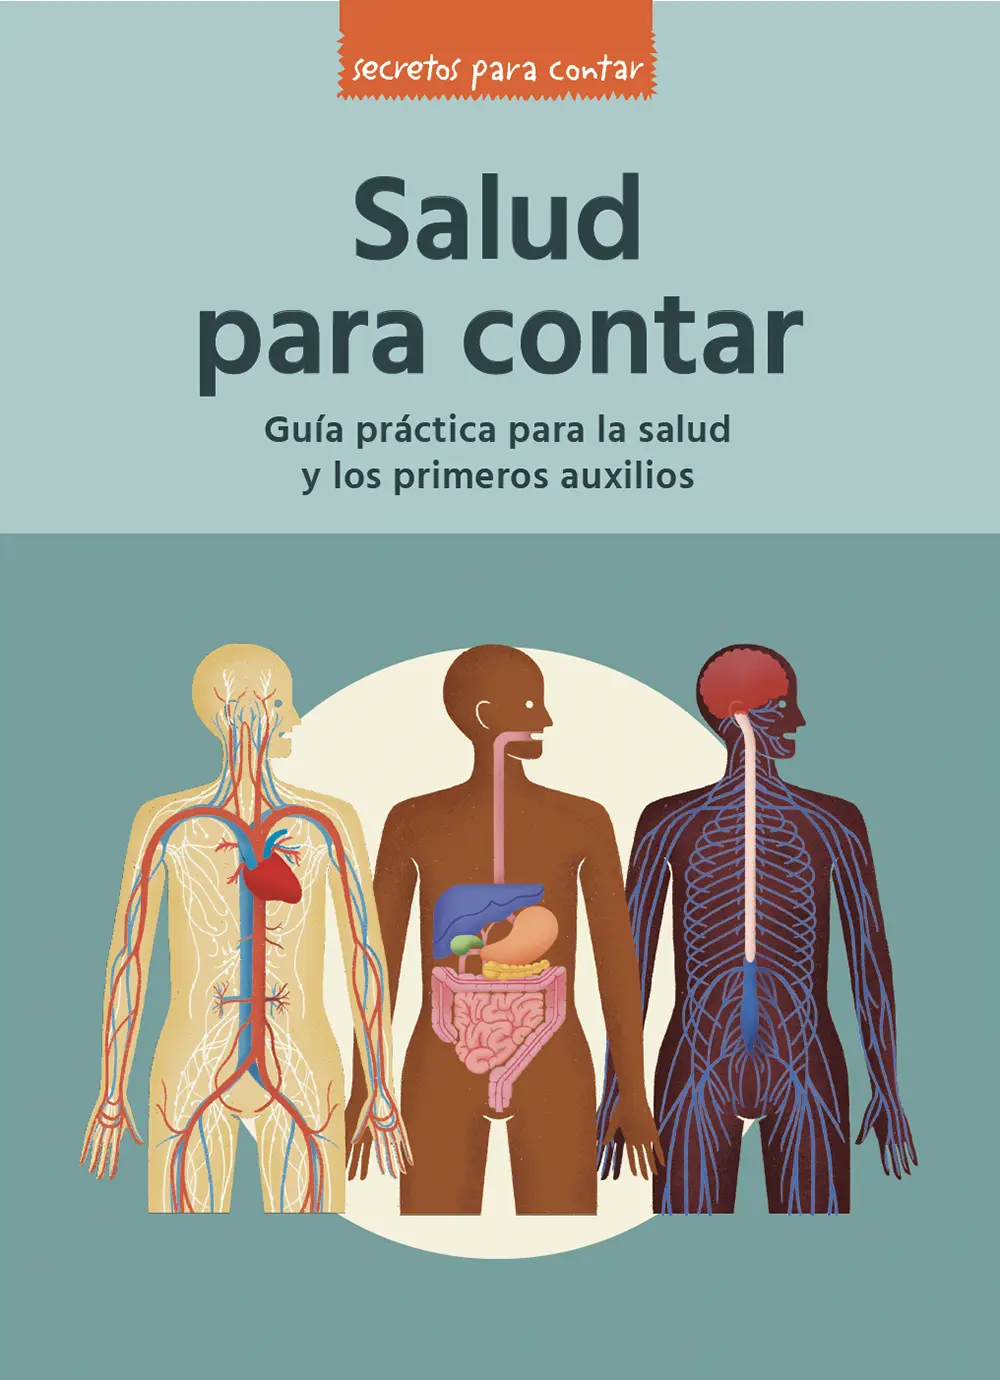 secretos para contar
Salud
para contar
Guía práctica para la salud
y los primeros auxilios